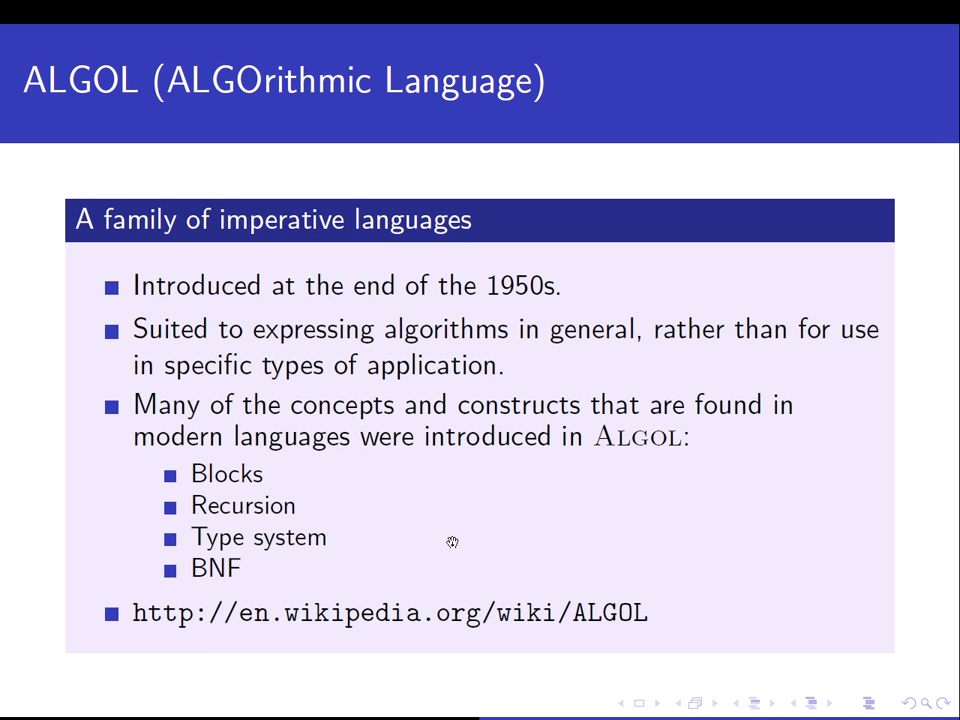 ALGOL (ALGOrithmic Language)
A family of imperative languages
Introduced at the end of the 1950s.
Suited to expressing algorithms in general, rather than for use
in specific types of application.
Many of the concepts and constructs that are found in
modern languages were introduced in ALGOL:
Blocks
Recursion
Type system
BNF
http://en.wikipedia.org/wiki/ALGOL